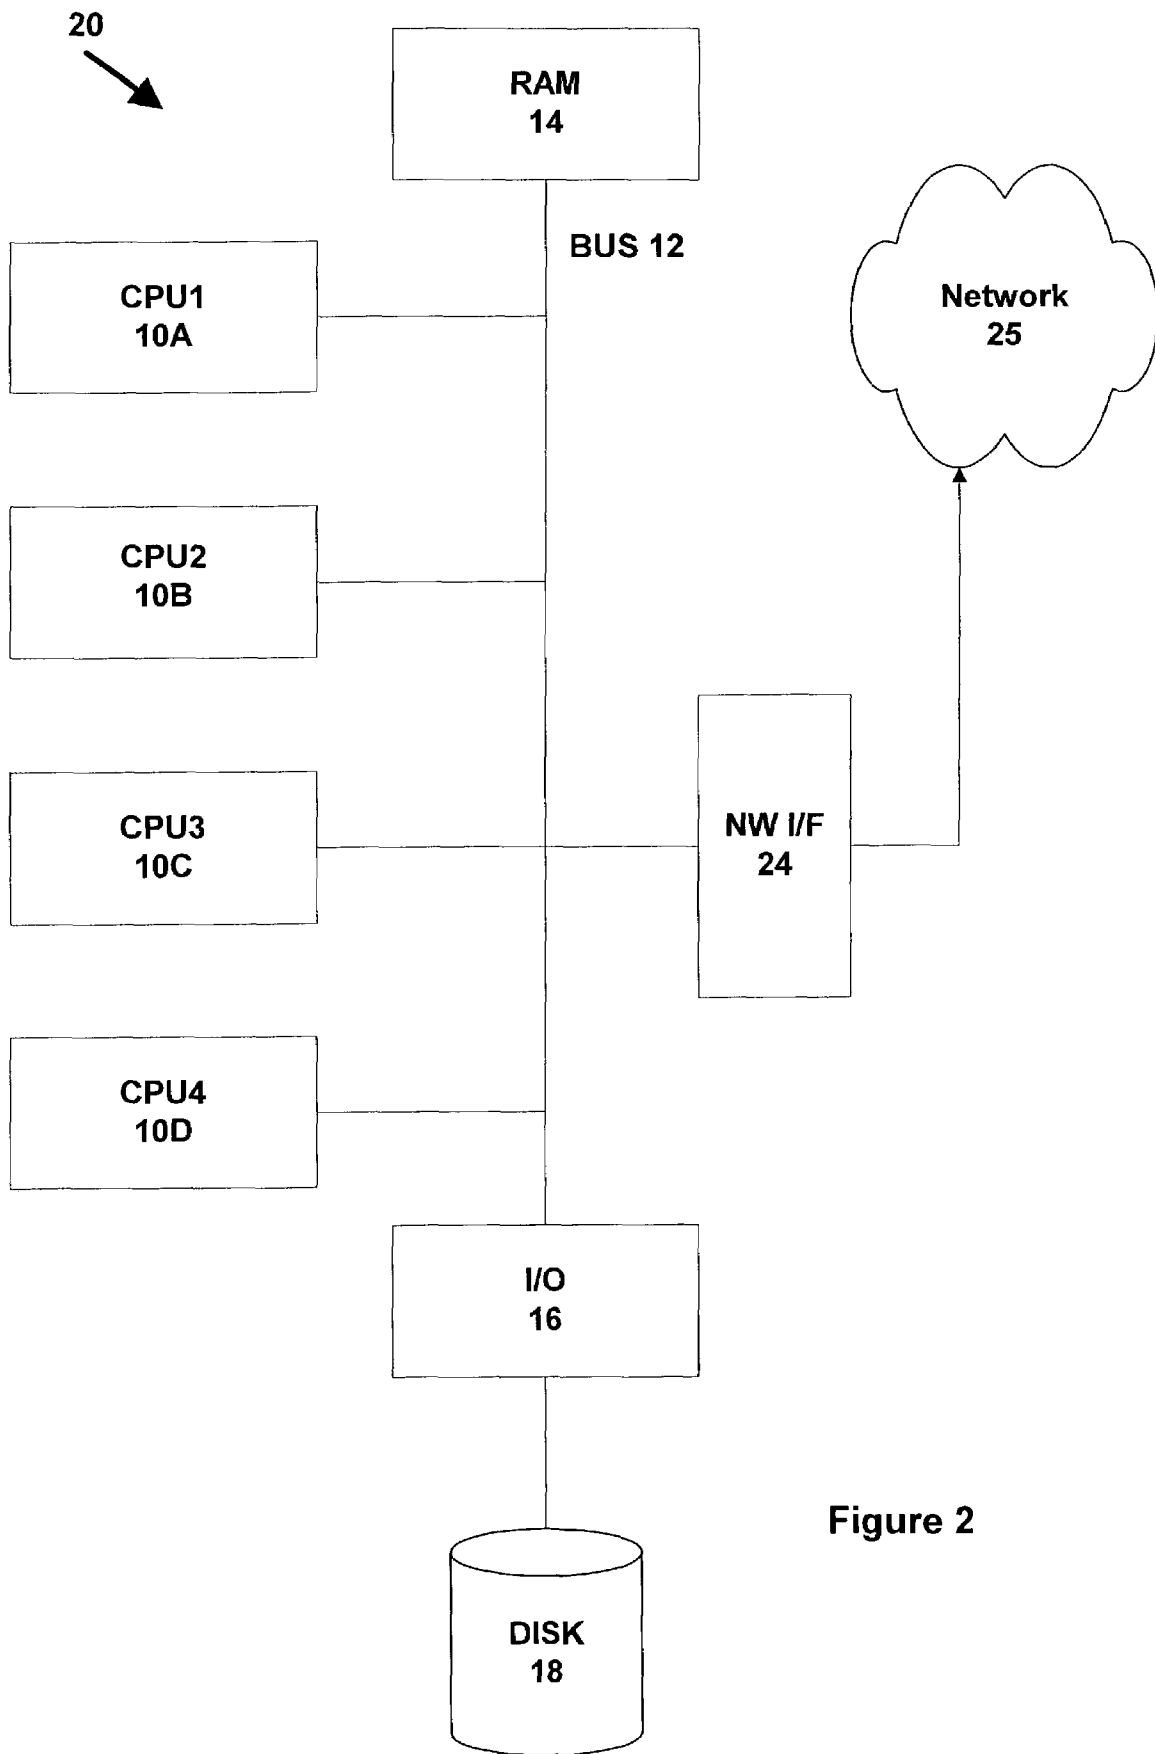 20
RAM
14
BUS 12
CPU1
10A
Network
25
CPU2
10B
CPU3
10C
NW I/F
24
CPU4
10D
I/O
16
Figure 2
DISK
18